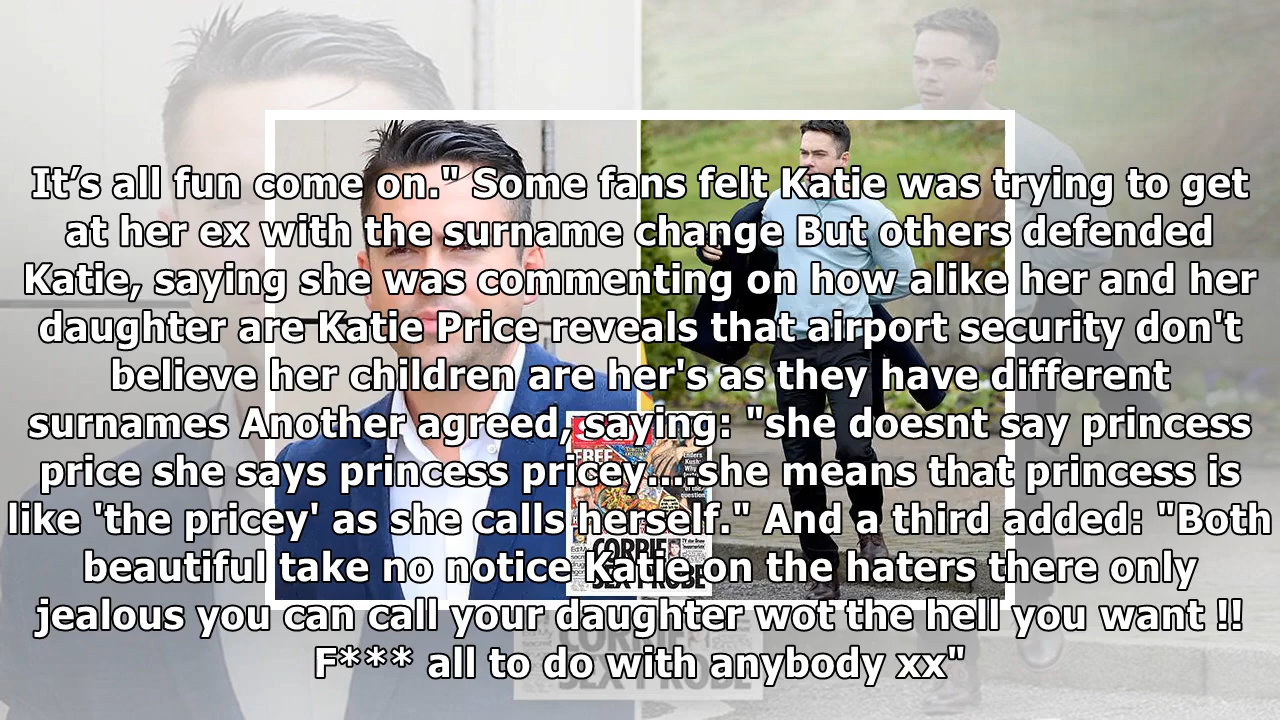 It’s all fun come on." Some fans felt Katie was trying to get
at her ex with the surname change But others defended
Katie, saying she was commenting on how alike her and her
daughter are Katie Price reveals that airport security don't
believe her children are her's as they have different
surnames Another agreed, saying: "she doesnt say princess
price she says princess pricey....she means that princess is
like 'the pricey' as she calls herself." And a third added: "Both
beautiful take no notice Katie on the haters there only
jealous you can call your daughter wot the hell you want !!
F*** all to do with anybody xx"
FREE
CORRIE
SEX PROBE